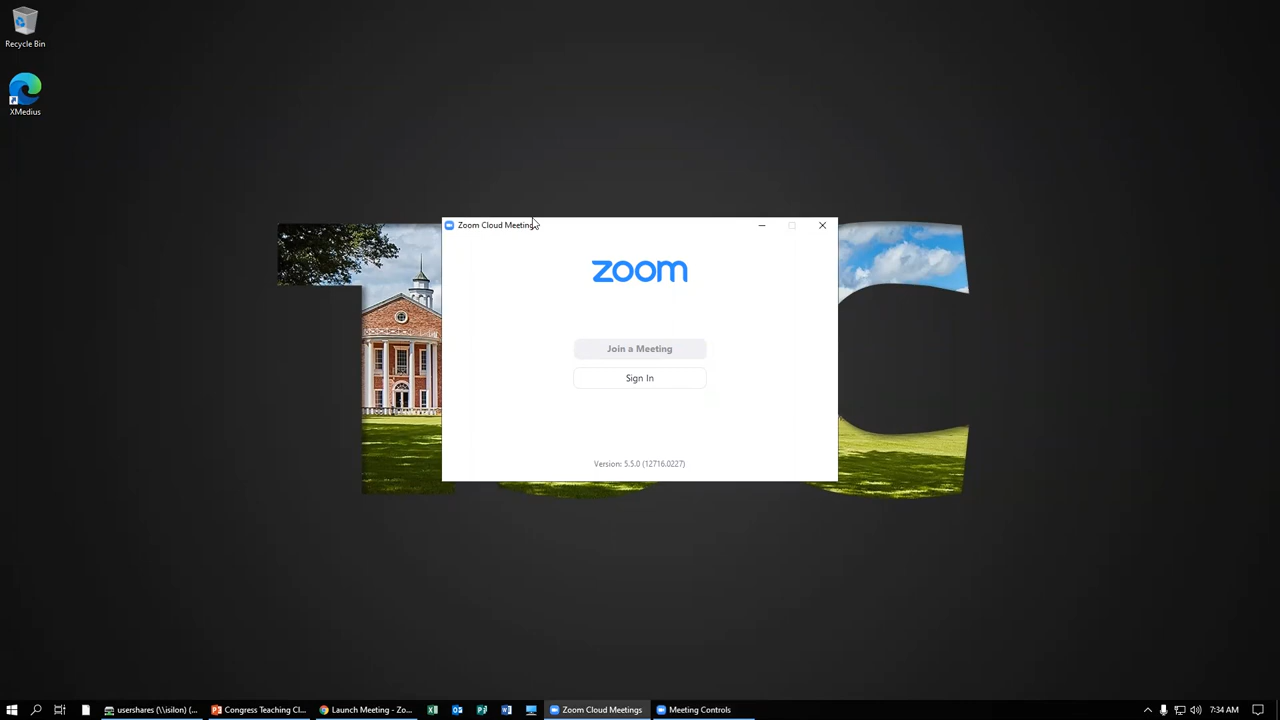 Recycle Bin
XMedius
Zoom Cloud Meetings
zoom
Join a Meeting
Sign In
Version: 5.5.0 (12716.0227)
usershares (\\isilon) (...
Congress Teaching Cl...
Launch Meeting - Zo...
Zoom Cloud Meetings
Meeting Controls
7:34 AM